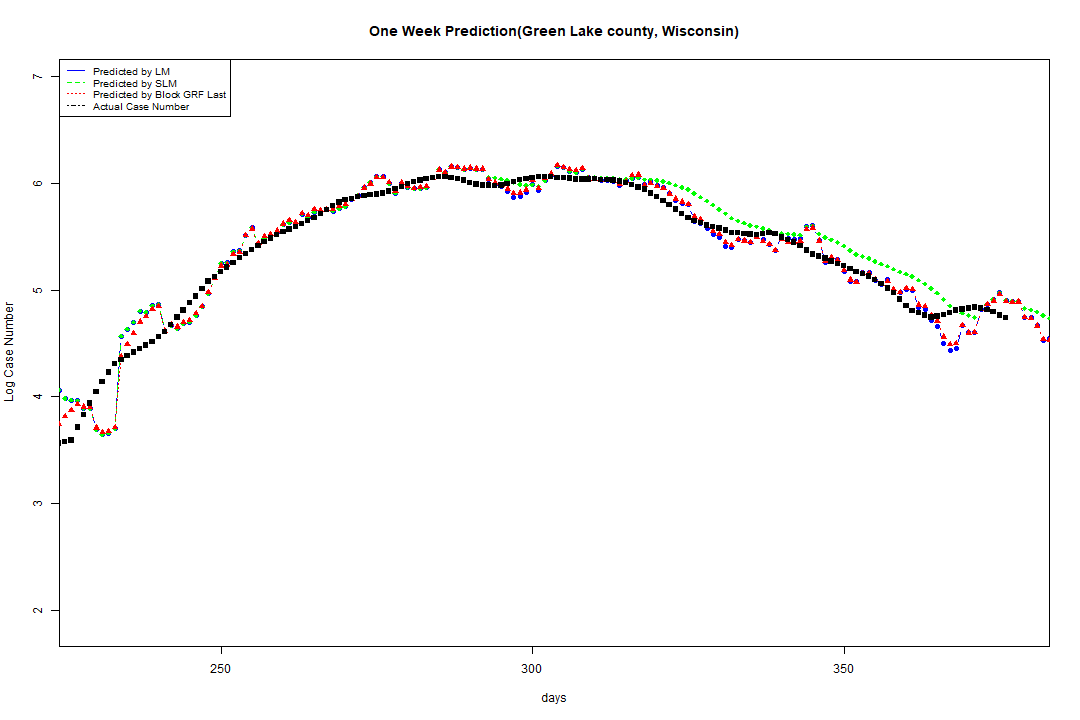 One Week Prediction(Green Lake county, Wisconsin)
Predicted by LM
Predicted by SLM
Predicted by Block GRF Last
Actual Case Number
7
6
5
4
3
2
Log Case Number
250
300
350
days